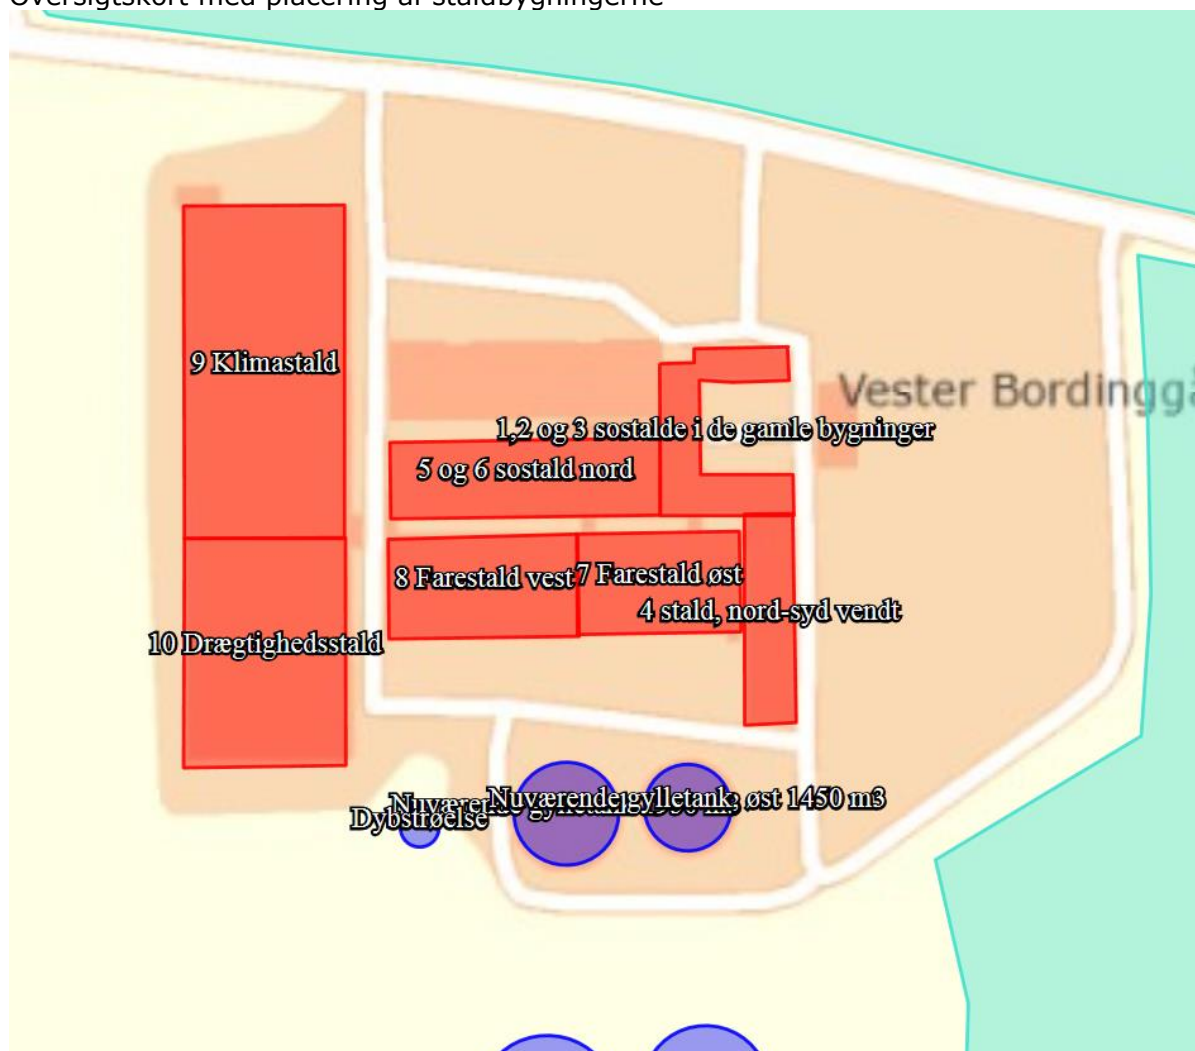 Oversigtskort med placering af staldbygningerne
9 Klimastald
Vester Bordinggå
1,2 og 3 sostalde i de gamle bygninger
5 og 6 sostald nord
8 Farestald vest
7 Farestald øst
4 stald, nord-syd vendt
10 Drægtighedsstald
Nuværende gylletank, øst 1450 m3
Dybstrøelse